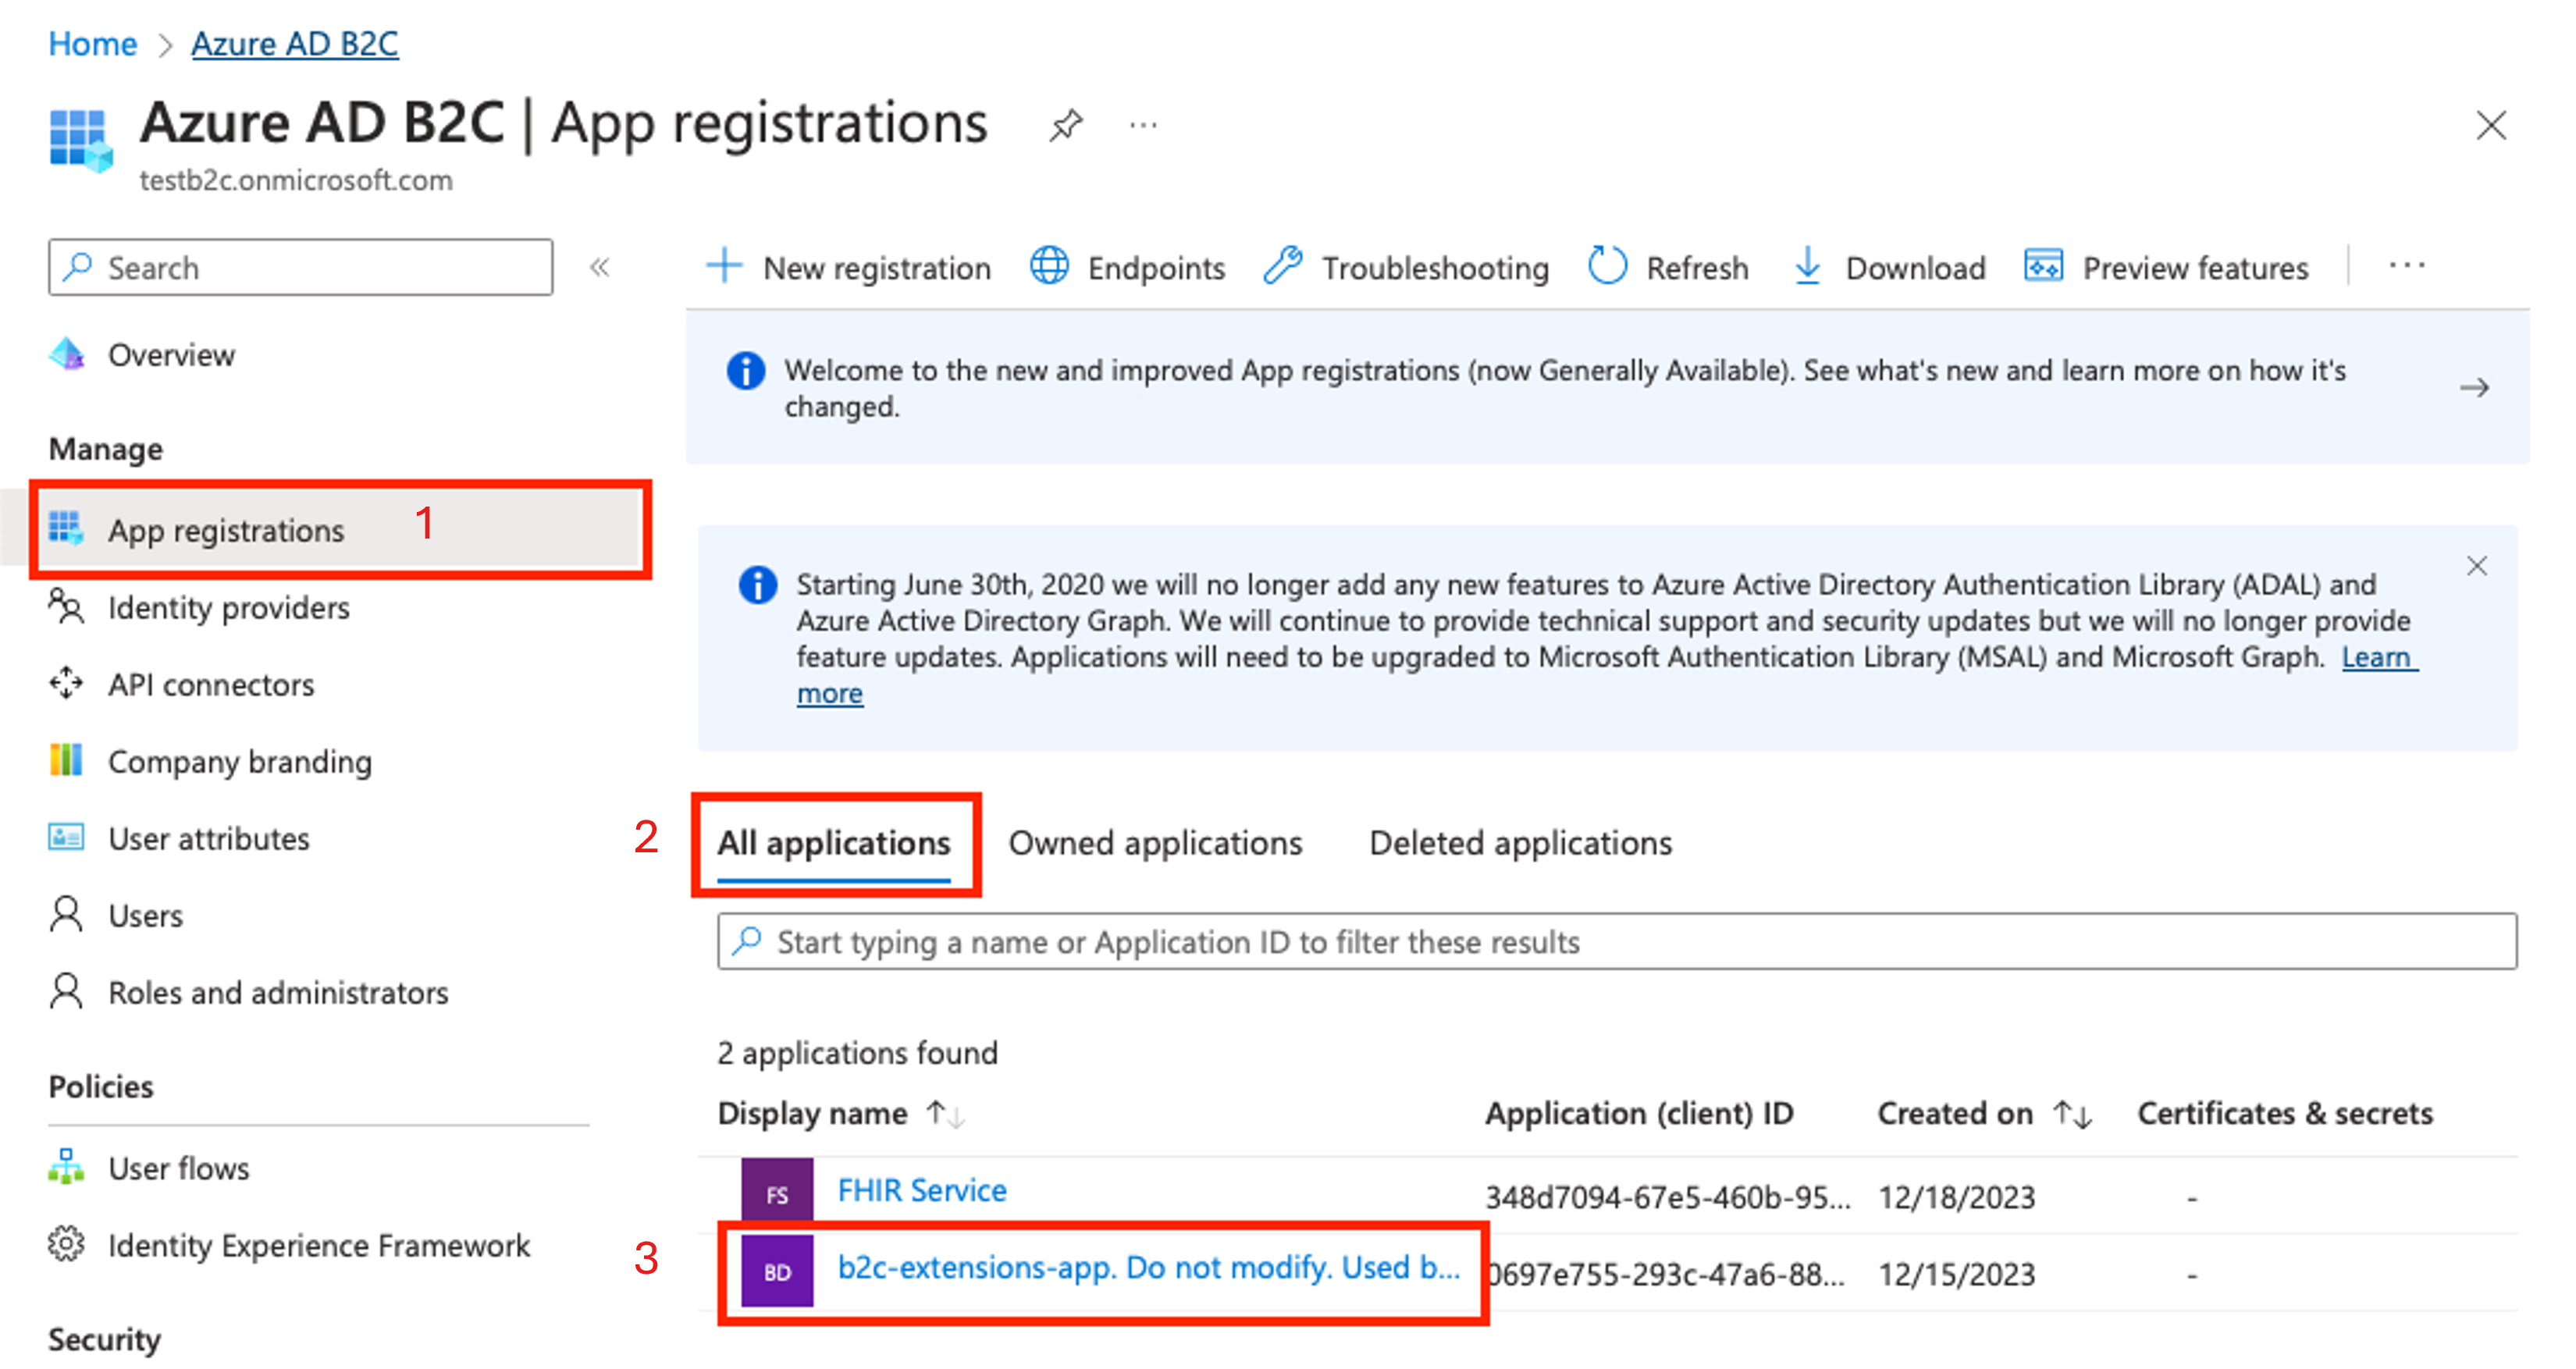 Home > Azure AD B2C
Azure AD B2C | App registrations
testb2c.onmicrosoft.com
Search
Overview
Manage
App registrations 1
Identity providers
API connectors
Company branding
User attributes
Users
Roles and administrators
Policies
User flows
Identity Experience Framework
Security
New registration Endpoints Troubleshooting Refresh Download Preview features
Welcome to the new and improved App registrations (now Generally Available). See what's new and learn more on how it's
changed.
Starting June 30th, 2020 we will no longer add any new features to Azure Active Directory Authentication Library (ADAL) and
Azure Active Directory Graph. We will continue to provide technical support and security updates but we will no longer provide
feature updates. Applications will need to be upgraded to Microsoft Authentication Library (MSAL) and Microsoft Graph. Learn
more
2 All applications Owned applications Deleted applications
Start typing a name or Application ID to filter these results
2 applications found
Display name Application (client) ID Created on Certificates & secrets
FS FHIR Service 348d7094-67e5-460b-95... 12/18/2023 -
3 BD b2c-extensions-app. Do not modify. Used b... 0697e755-293c-47a6-88... 12/15/2023 -